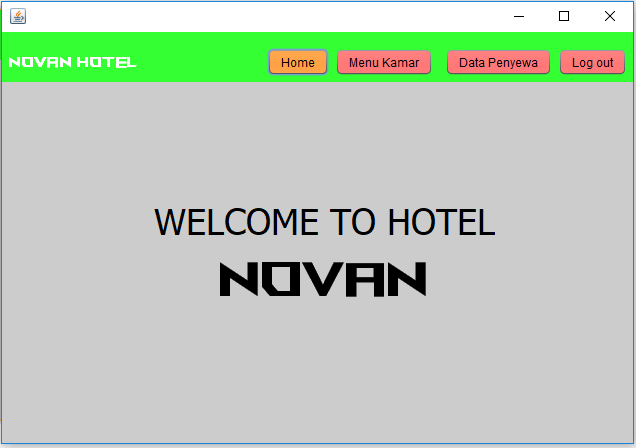 NOVAN HOTEL Home Menu Kamar Data Penyewa Log out
WELCOME TO HOTEL
NOVAN